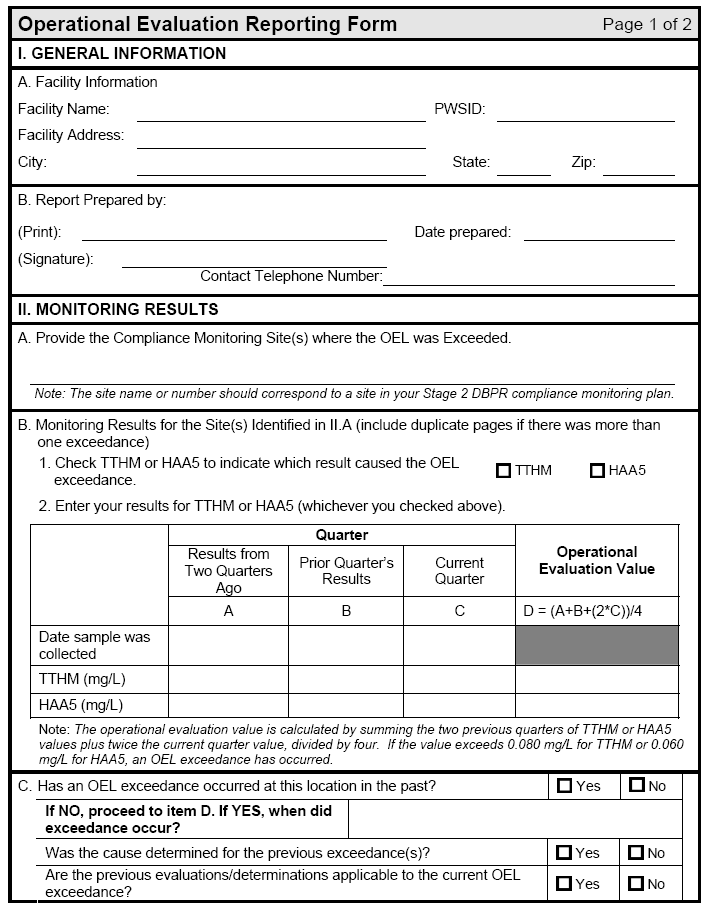 Operational Evaluation Reporting Form Page 1 of 2
I. GENERAL INFORMATION
A. Facility Information
Facility Name: PWSID:
Facility Address:
City: State: Zip:
B. Report Prepared by:
(Print): Date prepared:
(Signature):
Contact Telephone Number:
II. MONITORING RESULTS
A. Provide the Compliance Monitoring Site(s) where the OEL was Exceeded.
Note: The site name or number should correspond to a site in your Stage 2 DBPR compliance monitoring plan.
B. Monitoring Results for the Site(s) Identified in II.A (include duplicate pages if there was more than
one exceedance)
1. Check TTHM or HAA5 to indicate which result caused the OEL
exceedance.
TTHM HAA5
2. Enter your results for TTHM or HAA5 (whichever you checked above).
Quarter
Results from
Two Quarters
Ago
Prior Quarter's
Results
Current
Quarter
Operational
Evaluation Value
A B C D = (A+B+(2*C))/4
Date sample was
collected
TTHM (mg/L)
HAA5 (mg/L)
Note: The operational evaluation value is calculated by summing the two previous quarters of TTHM or HAA5
values plus twice the current quarter value, divided by four. If the value exceeds 0.080 mg/L for TTHM or 0.060
mg/L for HAA5, an OEL exceedance has occurred.
C. Has an OEL exceedance occurred at this location in the past? Yes No
If NO, proceed to item D. If YES, when did
exceedance occur?
Was the cause determined for the previous exceedance(s)? Yes No
Are the previous evaluations/determinations applicable to the current OEL
exceedance?
Yes No